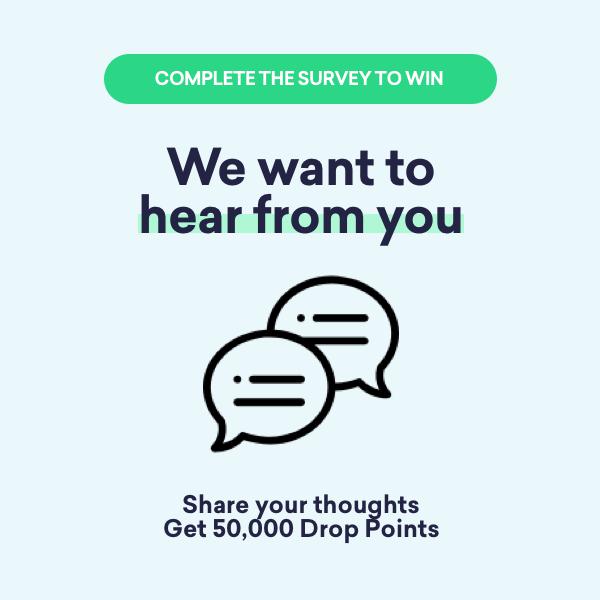 COMPLETE THE SURVEY TO WIN
We want to
hear from you
Share your thoughts
Get 50,000 Drop Points